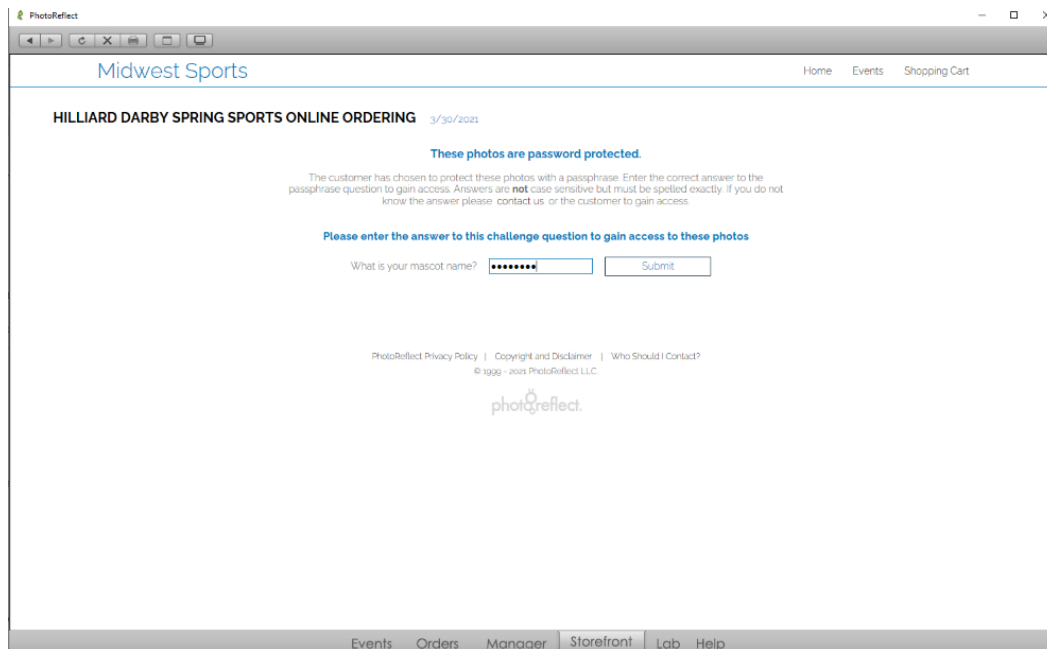 PhotoReflect
Midwest Sports
Home Events Shopping Cart
HILLIARD DARBY SPRING SPORTS ONLINE ORDERING 3/30/2021
These photos are password protected.
The customer has chosen to protect these photos with a passphrase. Enter the correct answer to the
passphrase question to gain access. Answers are not case sensitive but must be spelled exactly. If you do not
know the answer please contact us or the customer to gain access.
Please enter the answer to this challenge question to gain access to these photos
What is your mascot name? •••••••• Submit
PhotoReflect Privacy Policy | Copyright and Disclaimer | Who Should I Contact?
© 1999 - 2021 PhotoReflect LLC
photoreflect.
Events Orders Manager Storefront Lab Help